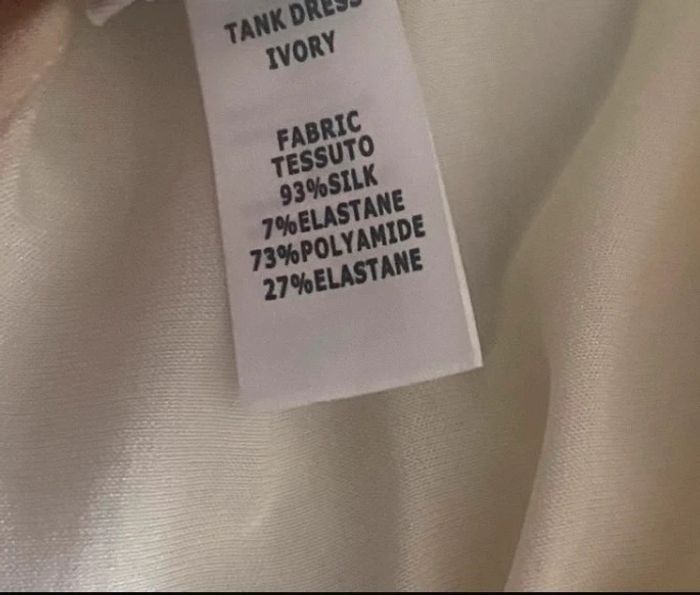 TANK DRESS
IVORY
FABRIC
TESSUTO
93%SILK
7%ELASTANE
73%POLYAMIDE
27%ELASTANE